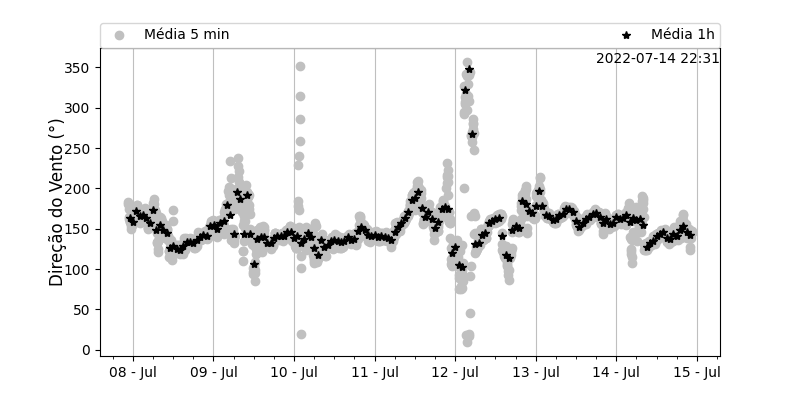 Média 5 min
Média 1h
2022-07-14 22:31
Direção do Vento (°)
350
300
250
200
150
100
50
0
08 - Jul
09 - Jul
10 - Jul
11 - Jul
12 - Jul
13 - Jul
14 - Jul
15 - Jul